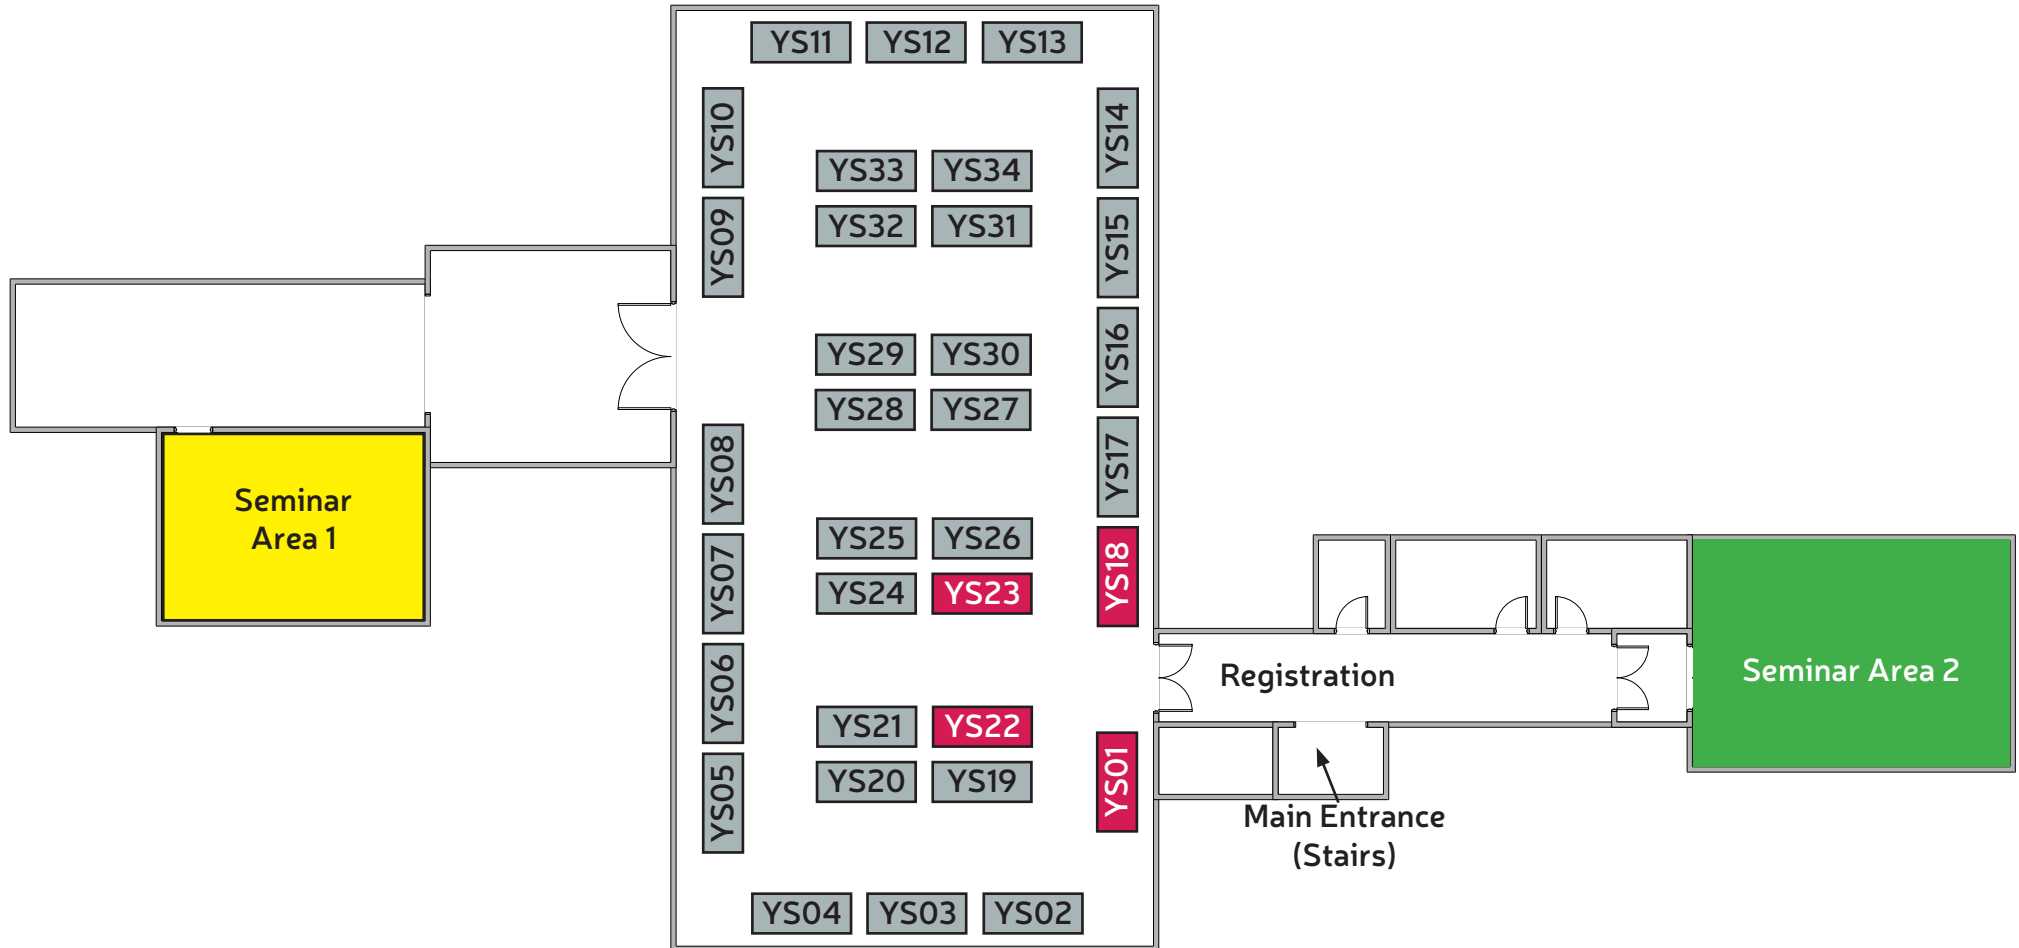 YS11
YS12
YS13
YS10
YS14
YS33
YS34
YS09
YS32
YS31
YS15
YS29
YS30
YS16
YS28
YS27
YS08
YS17
Seminar
Area 1
YS25
YS26
YS07
YS24
YS23
YS18
YS06
Registration
Seminar Area 2
YS21
YS22
YS05
YS20
YS19
YS01
Main Entrance
(Stairs)
YS04
YS03
YS02